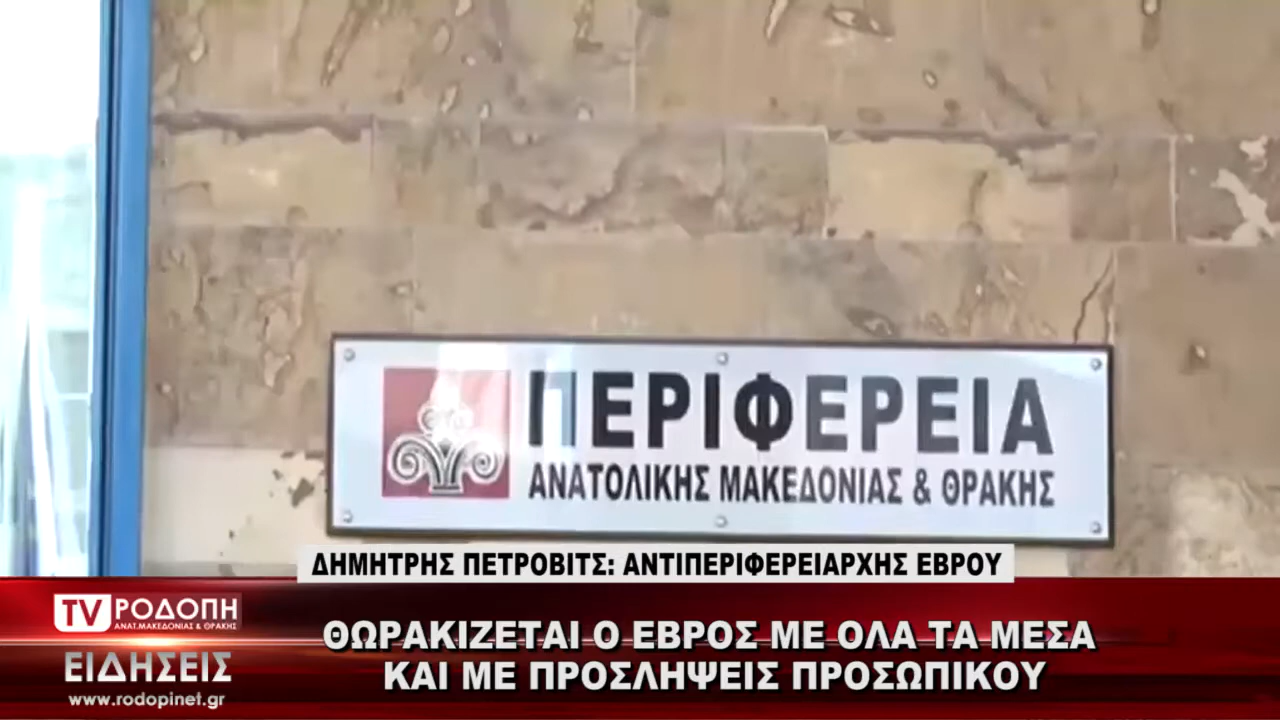 ΠΕΡΙΦΕΡΕΙΑ
ΑΝΑΤΟΛΙΚΗΣ ΜΑΚΕΔΟΝΙΑΣ & ΘΡΑΚΗΣ
ΔΗΜΗΤΡΗΣ ΠΕΤΡΟΒΙΤΣ: ΑΝΤΙΠΕΡΙΦΕΡΕΙΑΡΧΗΣ ΕΒΡΟΥ
TV ΡΟΔΟΠΗ
ΑΝΑΤ.ΜΑΚΕΔΟΝΙΑΣ & ΘΡΑΚΗΣ
ΕΙΔΗΣΕΙΣ
www.rodopinet.gr
ΘΩΡΑΚΙΖΕΤΑΙ Ο ΕΒΡΟΣ ΜΕ ΟΛΑ ΤΑ ΜΕΣΑ
ΚΑΙ ΜΕ ΠΡΟΣΛΗΨΕΙΣ ΠΡΟΣΩΠΙΚΟΥ